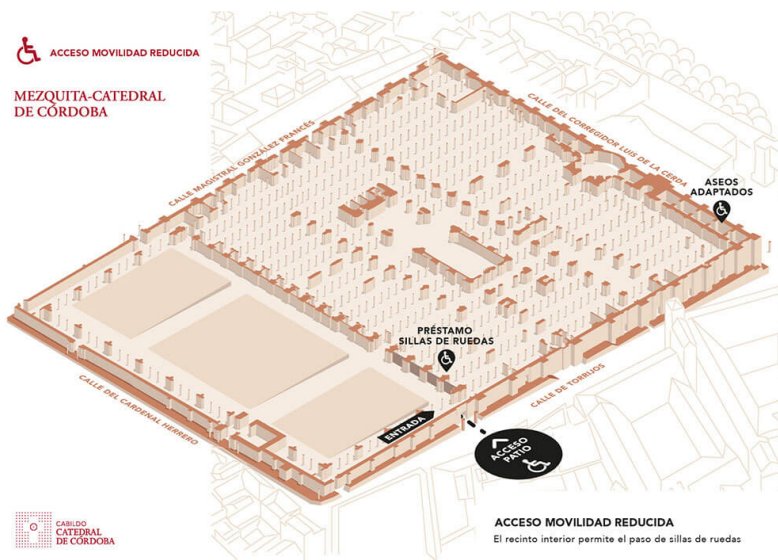 ACCESO MOVILIDAD REDUCIDA
MEZQUITA-CATEDRAL
DE CÓRDOBA
CALLE MAGISTRAL GONZÁLEZ FRANCÉS
CALLE DEL CORREGIDOR LUIS DE LA CERDA
ASEOS
ADAPTADOS
PRÉSTAMO
SILLAS DE RUEDAS
CALLE DE TORRIJOS
CALLE DEL CARDENAL HERRERO
ENTRADA
ACCESO
PATIO
CABILDO
CATEDRAL
DE CÓRDOBA
ACCESO MOVILIDAD REDUCIDA
El recinto interior permite el paso de sillas de ruedas